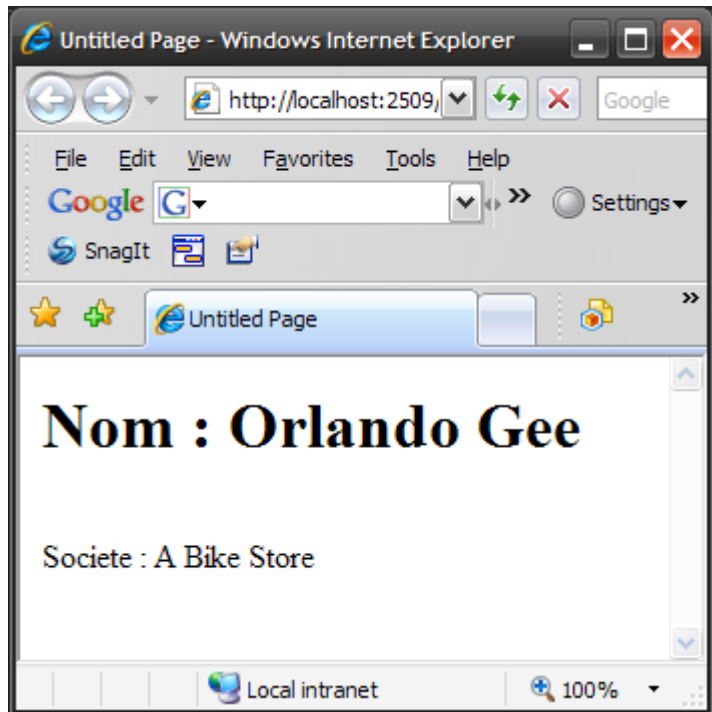 Untitled Page - Windows Internet Explorer
http://localhost:2509/
Google
File Edit View Favorites Tools Help
Google G Settings
SnagIt
Untitled Page
Nom : Orlando Gee
Societe : A Bike Store
Local intranet 100%